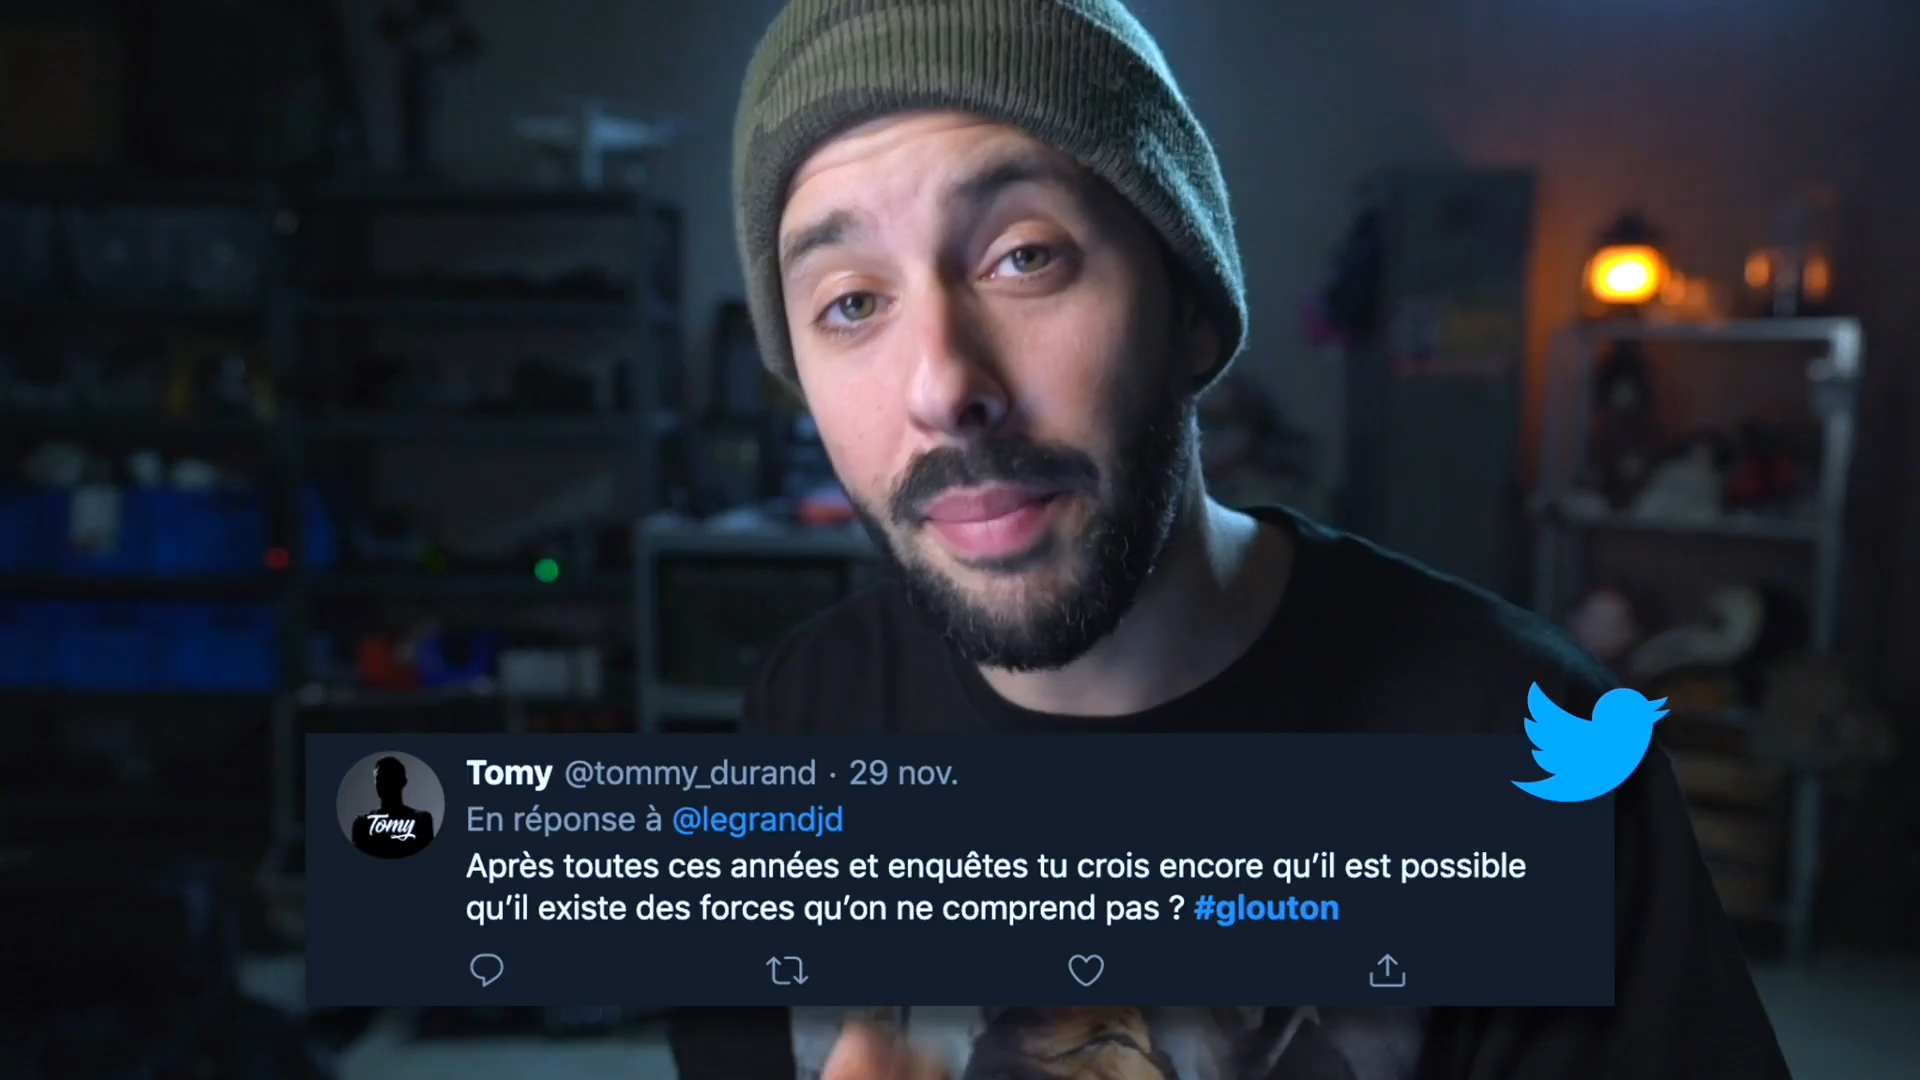 Tomy @tommy_durand · 29 nov.
En réponse à @legrandjd
Après toutes ces années et enquêtes tu crois encore qu’il est possible
qu’il existe des forces qu’on ne comprend pas ? #glouton
Tomy